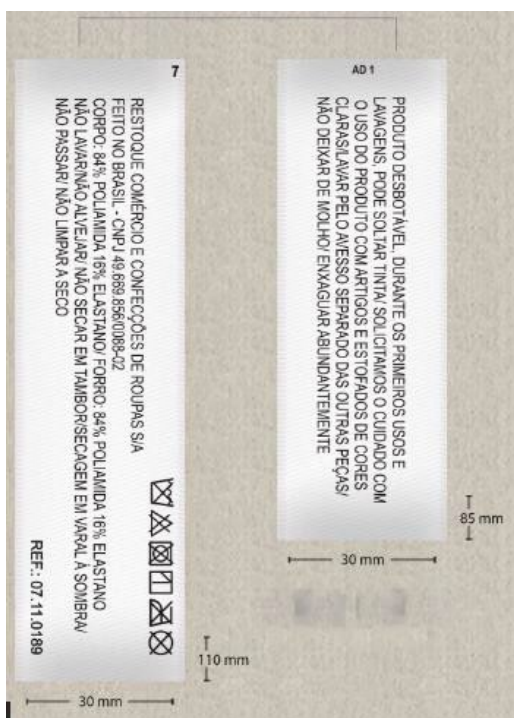 7
RESTOQUE COMÉRCIO E CONFECÇÕES DE ROUPAS S/A
FEITO NO BRASIL - CNPJ 49.669.856/0088-02
CORPO: 84% POLIAMIDA 16% ELASTANO/ FORRO: 84% POLIAMIDA 16% ELASTANO
NÃO LAVAR/NÃO ALVEJAR/ NÃO SECAR EM TAMBOR/SECAGEM EM VARAL À SOMBRA/
NÃO PASSAR/ NÃO LIMPAR A SECO
REF.: 07.11.0189
110 mm
30 mm
AD 1
PRODUTO DESBOTÁVEL, DURANTE OS PRIMEIROS USOS E
LAVAGENS, PODE SOLTAR TINTA/ SOLICITAMOS O CUIDADO COM
O USO DO PRODUTO COM ARTIGOS E ESTOFADOS DE CORES
CLARAS/LAVAR PELO AVESSO SEPARADO DAS OUTRAS PEÇAS/
NÃO DEIXAR DE MOLHO/ ENXAGUAR ABUNDANTEMENTE
85 mm
30 mm